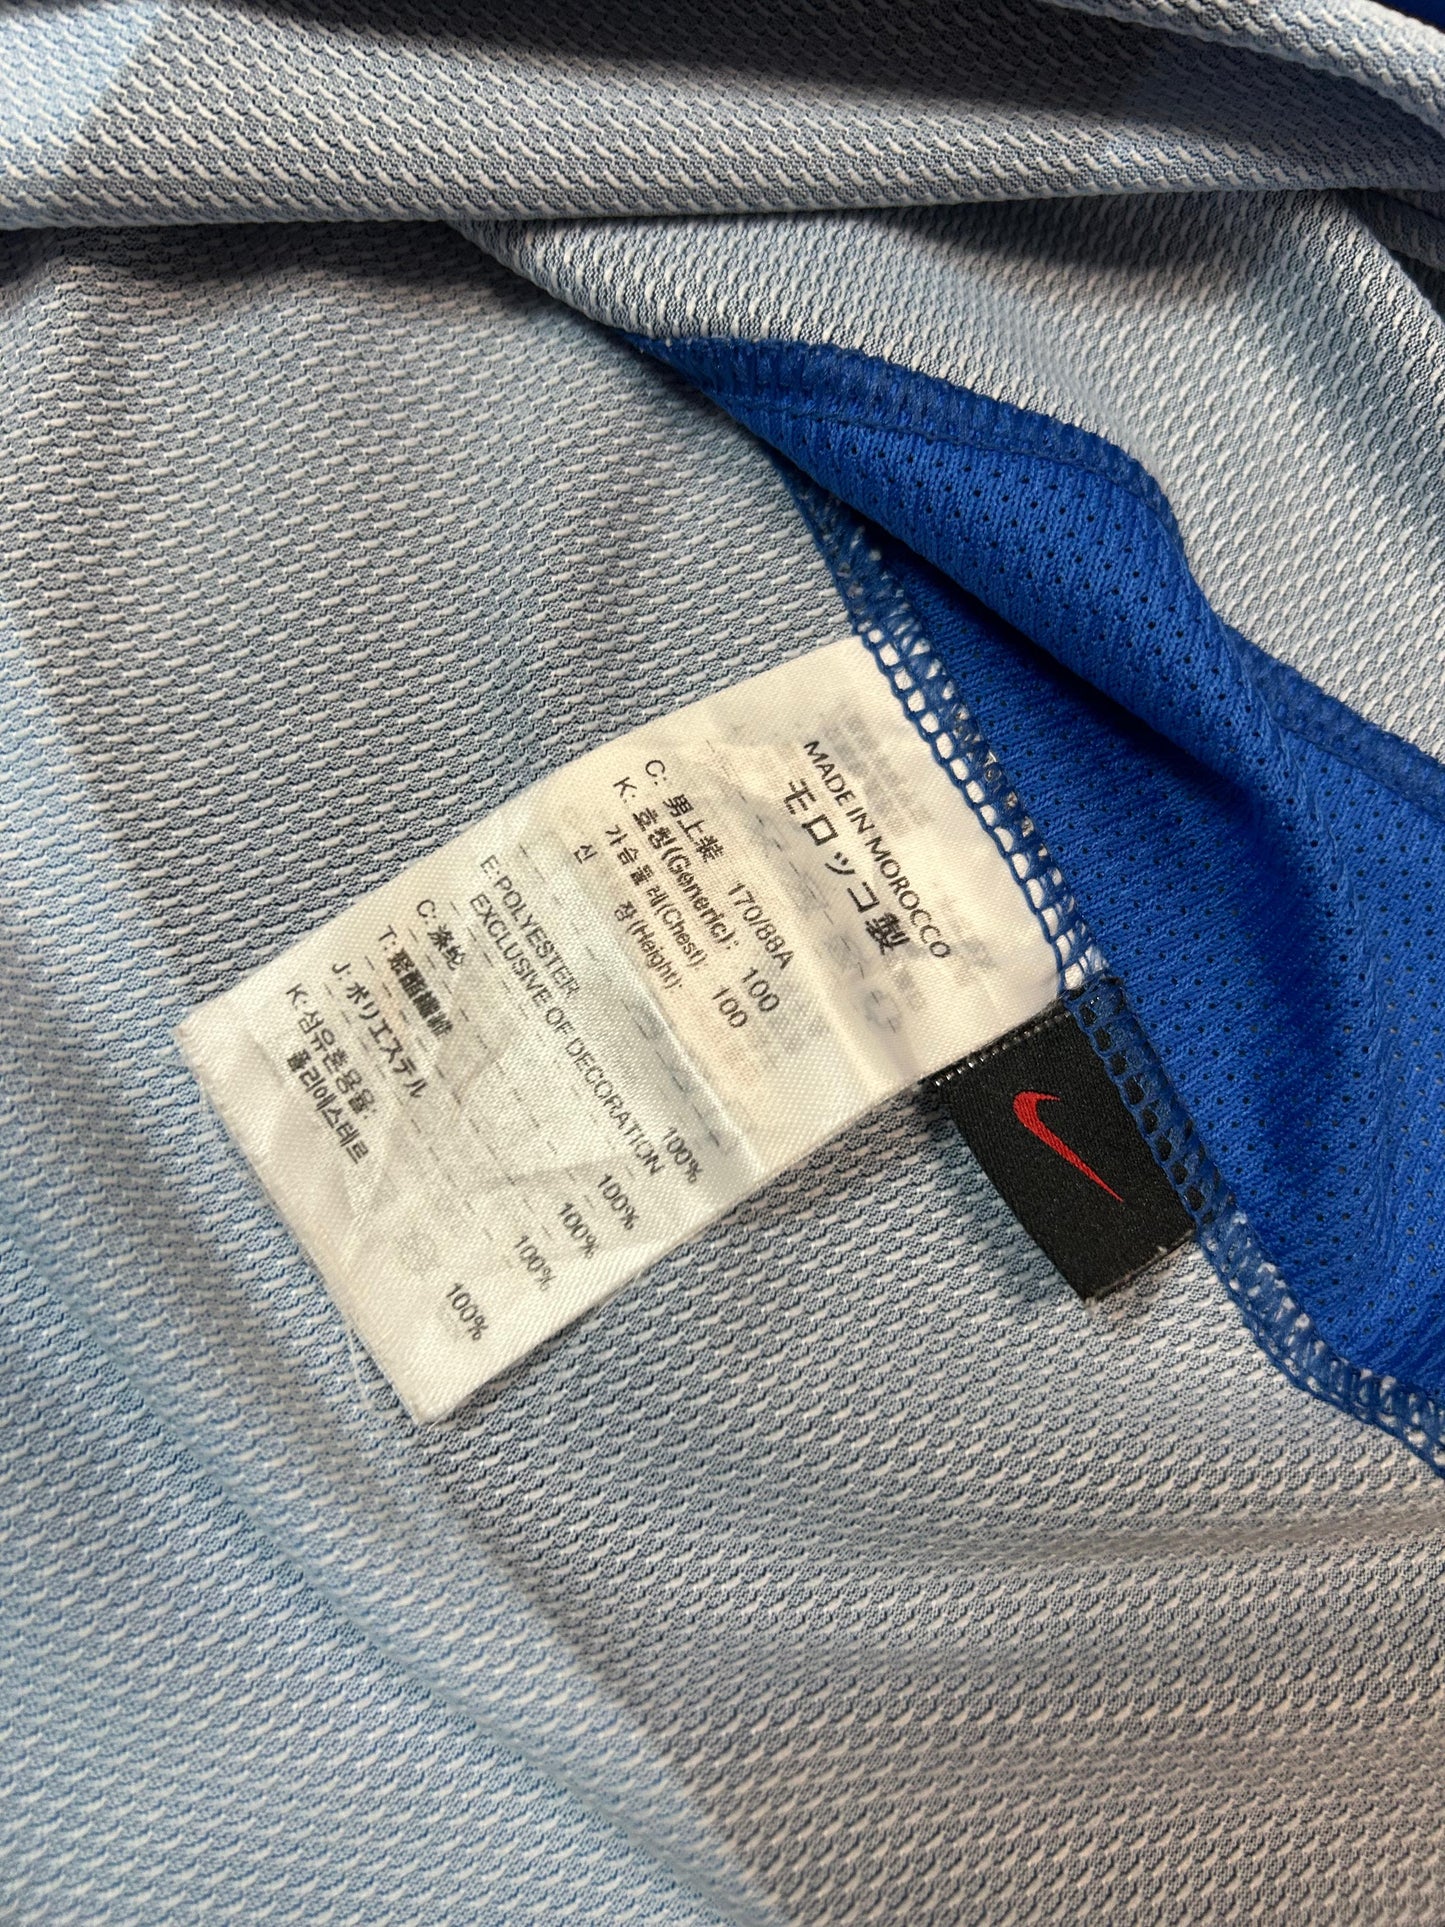 MADE IN MOROCCO
モロッコ製
C: 男上装 170/88A
K: 호칭(Generic): 100
가슴둘레(Chest): 100
신 장(Height):
E:POLYESTER 100%
EXCLUSIVE OF DECORATION
C:涤纶 100%
T:聚酯纖維 100%
J:ポリエステル 100%
K:섬유혼용율:
폴리에스테르 100%